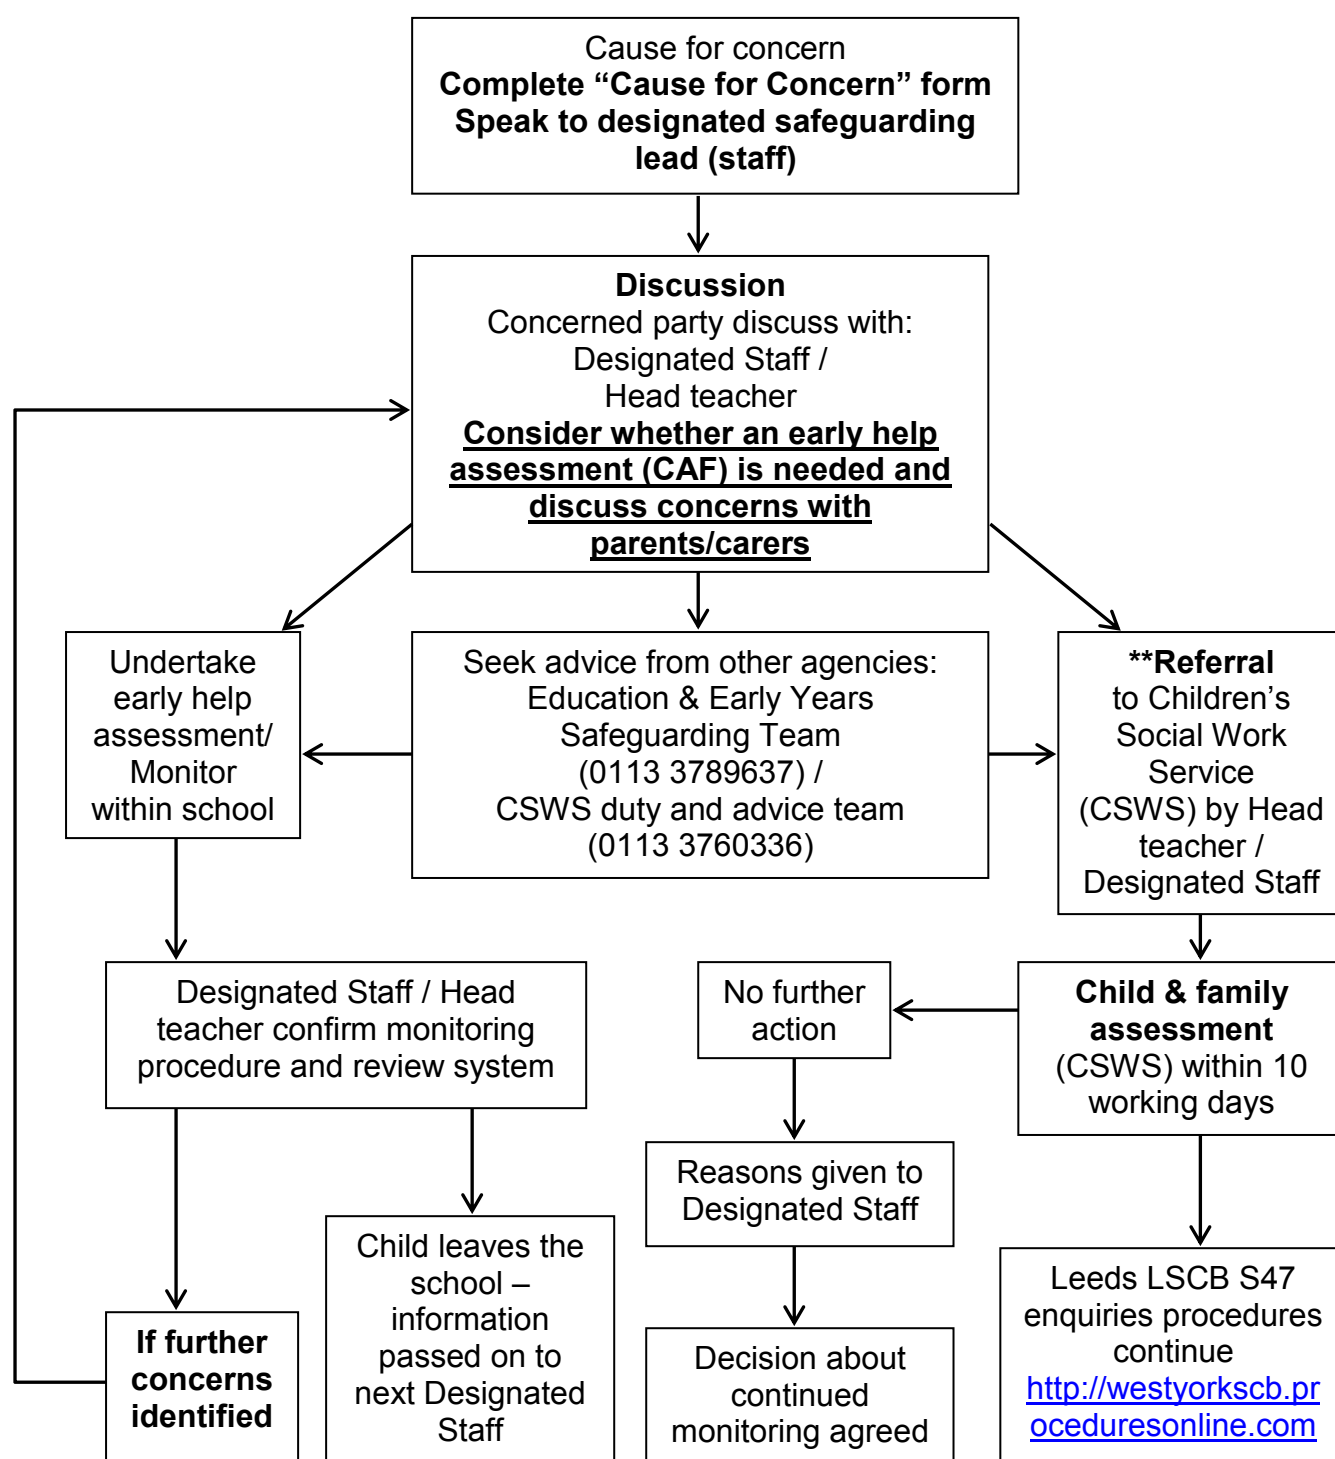 Cause for concern
Complete “Cause for Concern” form
Speak to designated safeguarding
lead (staff)
Discussion
Concerned party discuss with:
Designated Staff /
Head teacher
Consider whether an early help
assessment (CAF) is needed and
discuss concerns with
parents/carers
Undertake
early help
assessment/
Monitor
within school
Seek advice from other agencies:
Education & Early Years
Safeguarding Team
(0113 3789637) /
CSWS duty and advice team
(0113 3760336)
**Referral
to Children’s
Social Work
Service
(CSWS) by Head
teacher /
Designated Staff
Designated Staff / Head
teacher confirm monitoring
procedure and review system
No further
action
Child & family
assessment
(CSWS) within 10
working days
Reasons given to
Designated Staff
If further
concerns
identified
Child leaves the
school –
information
passed on to
next Designated
Staff
Decision about
continued
monitoring agreed
Leeds LSCB S47
enquiries procedures
continue
http://westyorkscb.pr
oceduresonline.com